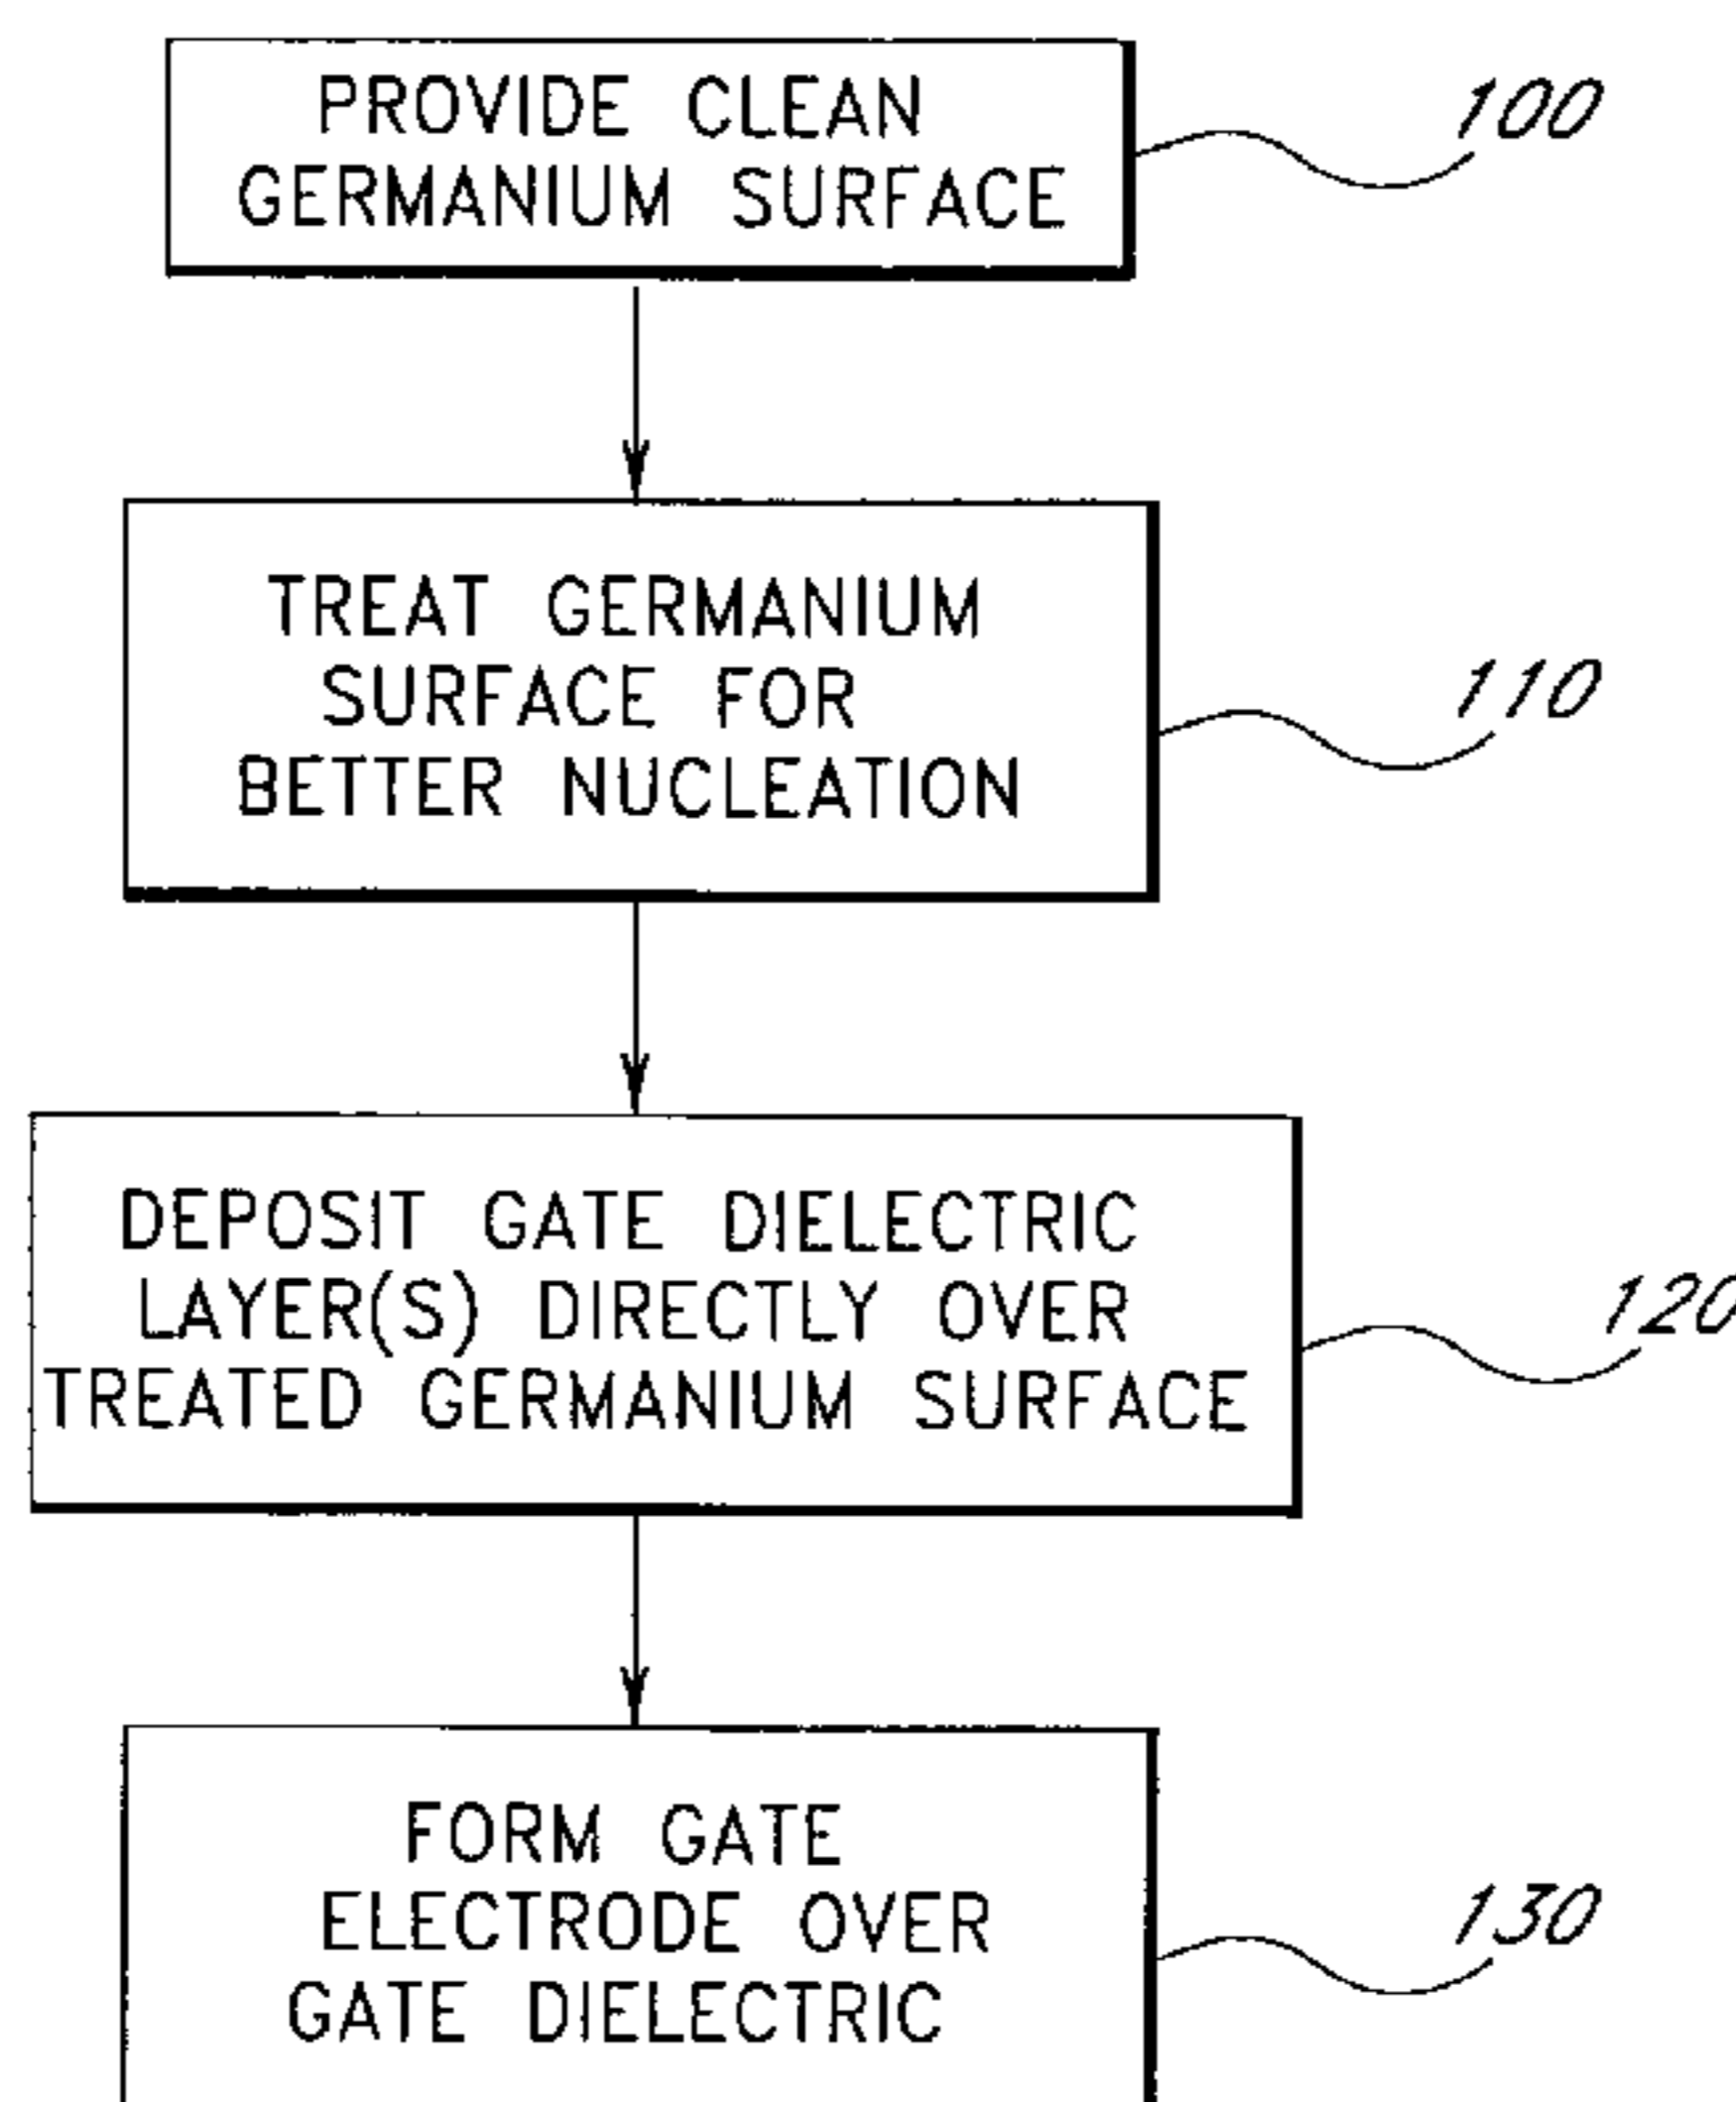 PROVIDE CLEAN
GERMANIUM SURFACE
100
TREAT GERMANIUM
SURFACE FOR
BETTER NUCLEATION
110
DEPOSIT GATE DIELECTRIC
LAYER(S) DIRECTLY OVER
TREATED GERMANIUM SURFACE
120
FORM GATE
ELECTRODE OVER
GATE DIELECTRIC
130